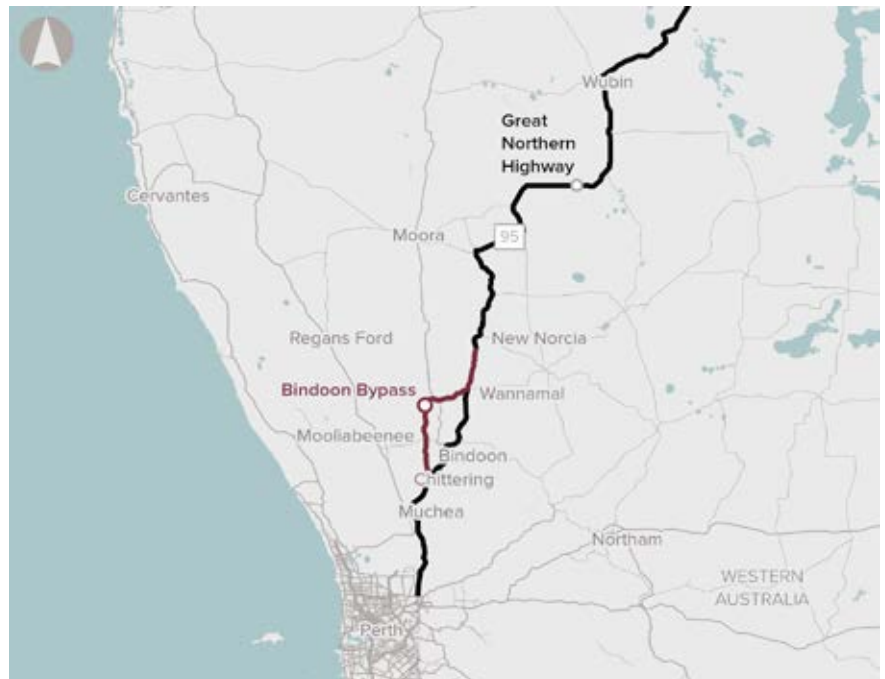 Wubin
Great
Northern
Highway
Cervantes
Moora
95
Regans Ford
New Norcia
Bindoon Bypass
Wannamal
Mooliabeenee
Bindoon
Chittering
Muchea
Northam
WESTERN
AUSTRALIA
Perth